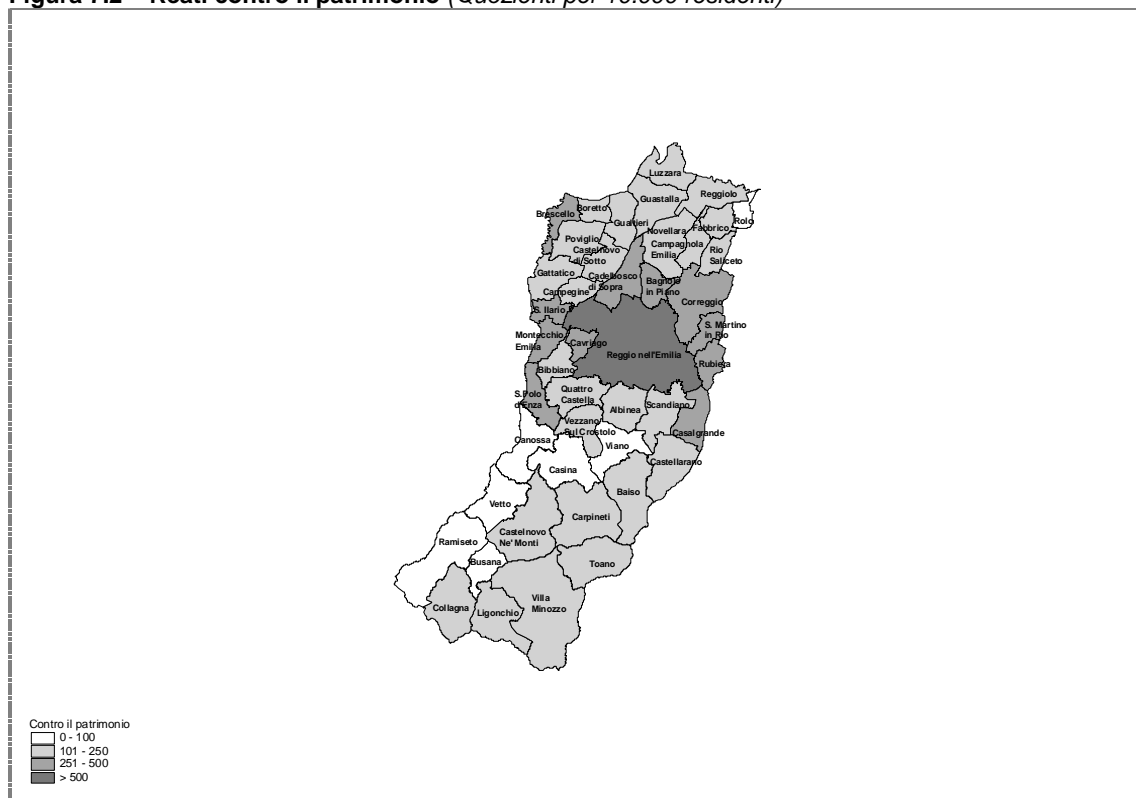 Figura 7.2 – Reati contro il patrimonio (Quozienti per 10.000 residenti)
Luzzara
Guastalla
Reggiolo
Brescello
Boretto
Gualtieri
Rolo
Novellara
Fabbrico
Poviglio
Campagnola
Emilia
Castelnovo
di Sotto
Rio
Saliceto
Gattatico
Cadelbosco
di Sopra
Bagnolo
in Piano
Campegine
Correggio
S. Ilario
S. Martino
in Rio
Montecchio
Emilia
Cavriago
Reggio nell'Emilia
Rubiera
Bibbiano
Quattro
Castella
S.Polo
d'Enza
Albinea
Scandiano
Vezzano
Sul Crostolo
Casalgrande
Canossa
Viano
Castellarano
Casina
Baiso
Vetto
Carpineti
Castelnovo
Ne' Monti
Ramiseto
Busana
Toano
Villa
Minozzo
Collagna
Ligonchio
Contro il patrimonio
0 - 100
101 - 250
251 - 500
> 500